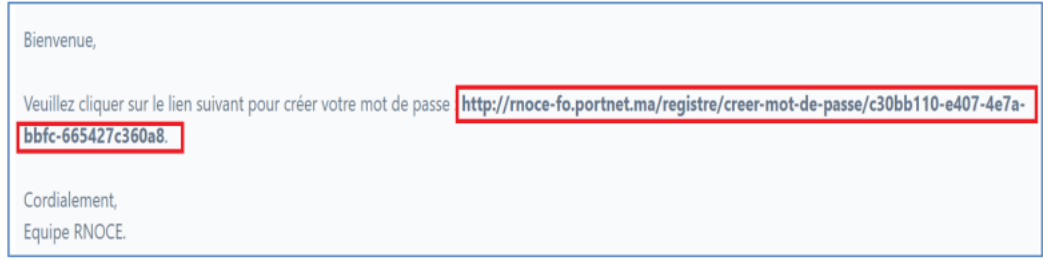 Bienvenue,
Veuillez cliquer sur le lien suivant pour créer votre mot de passe : http://rnoce-fo.portnet.ma/registre/creer-mot-de-passe/c30bb110-e407-4e7a-
bbfc-665427c360a8.
Cordialement,
Equipe RNOCE.